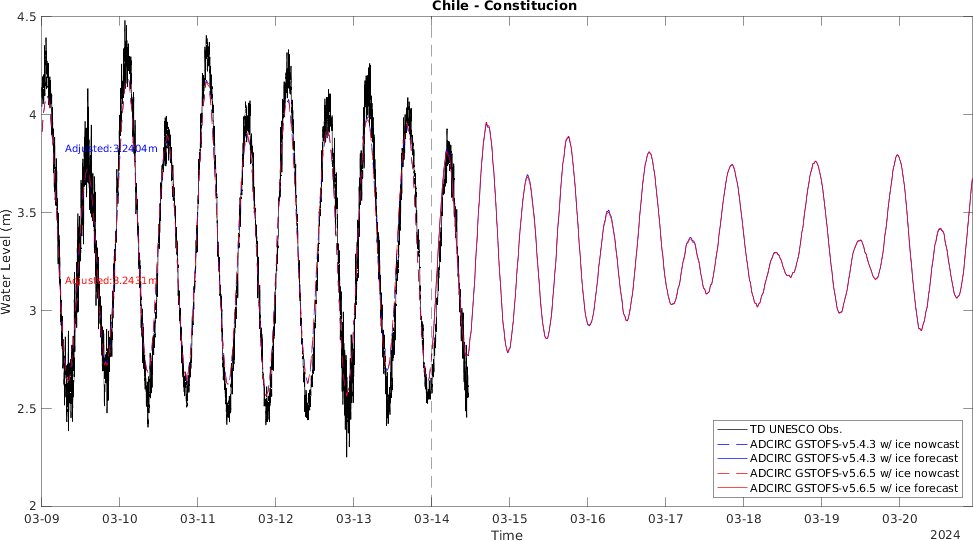 Chile - Constitucion
4.5
4
3.5
3
2.5
2
Water Level (m)
Adjusted:3.2404m
Adjusted:3.2431m
TD UNESCO Obs.
ADCIRC GSTOFS-v5.4.3 w/ ice nowcast
ADCIRC GSTOFS-v5.4.3 w/ ice forecast
ADCIRC GSTOFS-v5.6.5 w/ ice nowcast
ADCIRC GSTOFS-v5.6.5 w/ ice forecast
03-09 03-10 03-11 03-12 03-13 03-14 03-15 03-16 03-17 03-18 03-19 03-20
Time
2024